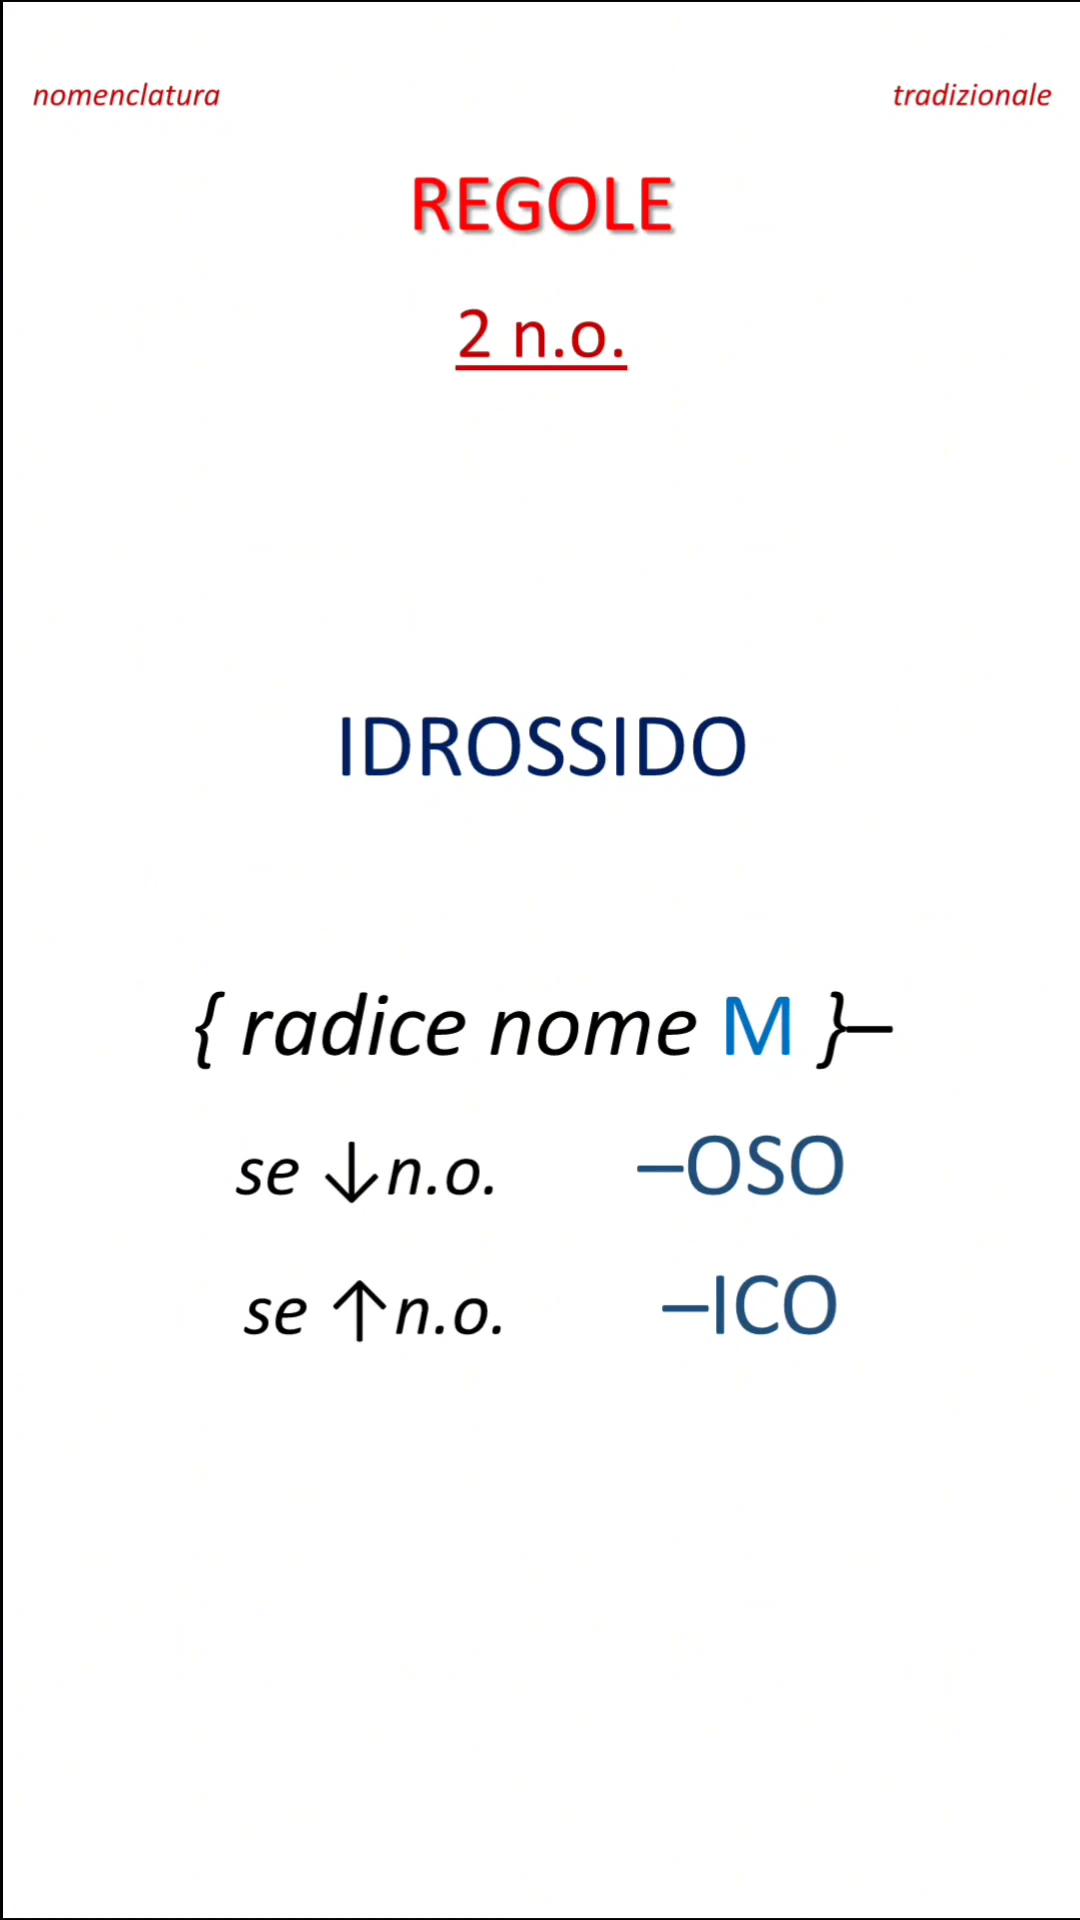 nomenclatura tradizionale
REGOLE
2 n.o.
IDROSSIDO
{ radice nome M }–
se ↓n.o. –OSO
se ↑n.o. –ICO